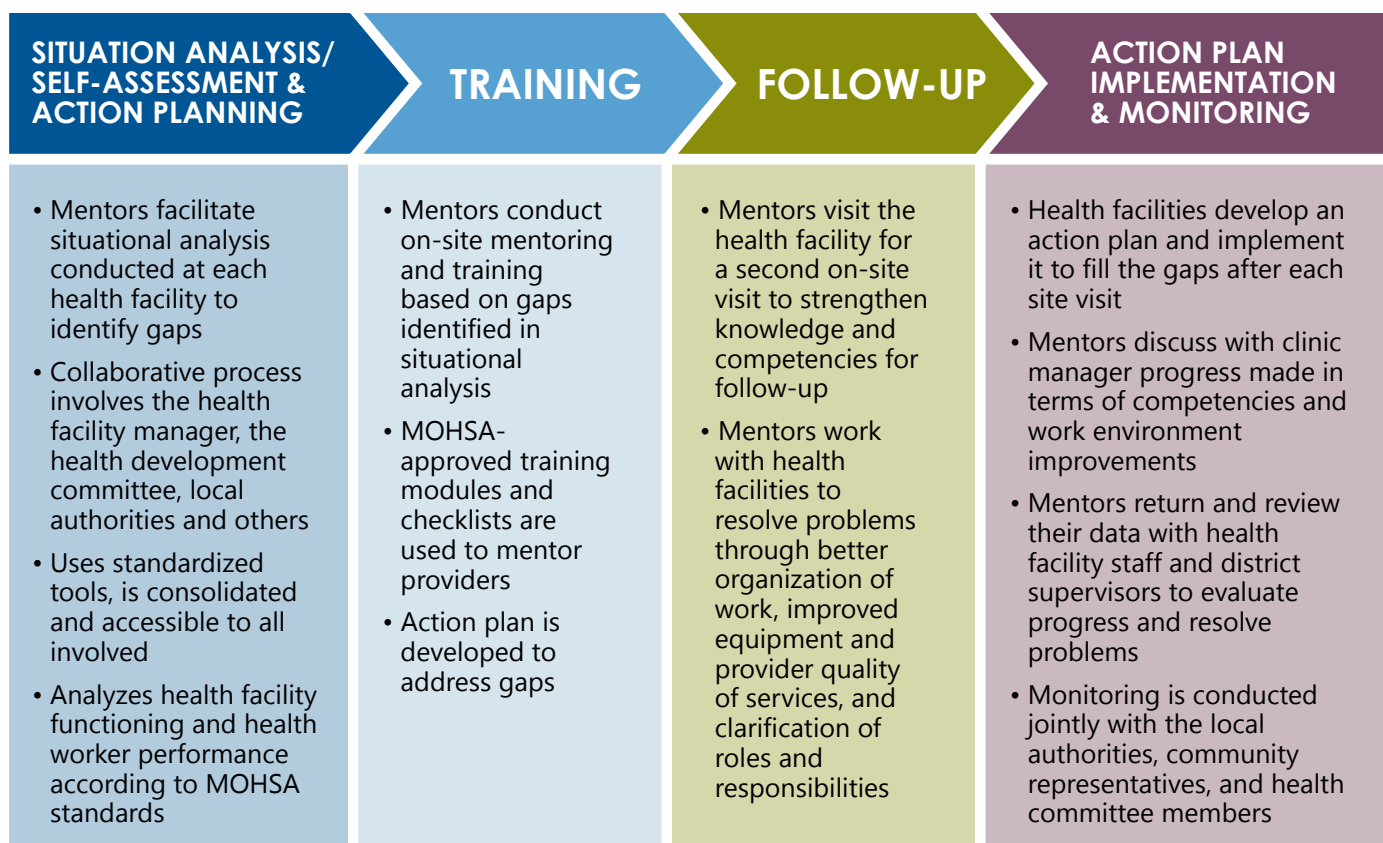 SITUATION ANALYSIS/
SELF-ASSESSMENT &
ACTION PLANNING
• Mentors facilitate
situational analysis
conducted at each
health facility to
identify gaps
• Collaborative process
involves the health
facility manager, the
health development
committee, local
authorities and others
• Uses standardized
tools, is consolidated
and accessible to all
involved
• Analyzes health facility
functioning and health
worker performance
according to MOHSA
standards
TRAINING
• Mentors conduct
on-site mentoring
and training
based on gaps
identified in
situational
analysis
• MOHSA-
approved training
modules and
checklists are
used to mentor
providers
• Action plan is
developed to
address gaps
FOLLOW-UP
• Mentors visit the
health facility for
a second on-site
visit to strengthen
knowledge and
competencies for
follow-up
• Mentors work
with health
facilities to
resolve problems
through better
organization of
work, improved
equipment and
provider quality
of services, and
clarification of
roles and
responsibilities
ACTION PLAN
IMPLEMENTATION
& MONITORING
• Health facilities develop an
action plan and implement
it to fill the gaps after each
site visit
• Mentors discuss with clinic
manager progress made in
terms of competencies and
work environment
improvements
• Mentors return and review
their data with health
facility staff and district
supervisors to evaluate
progress and resolve
problems
• Monitoring is conducted
jointly with the local
authorities, community
representatives, and health
committee members